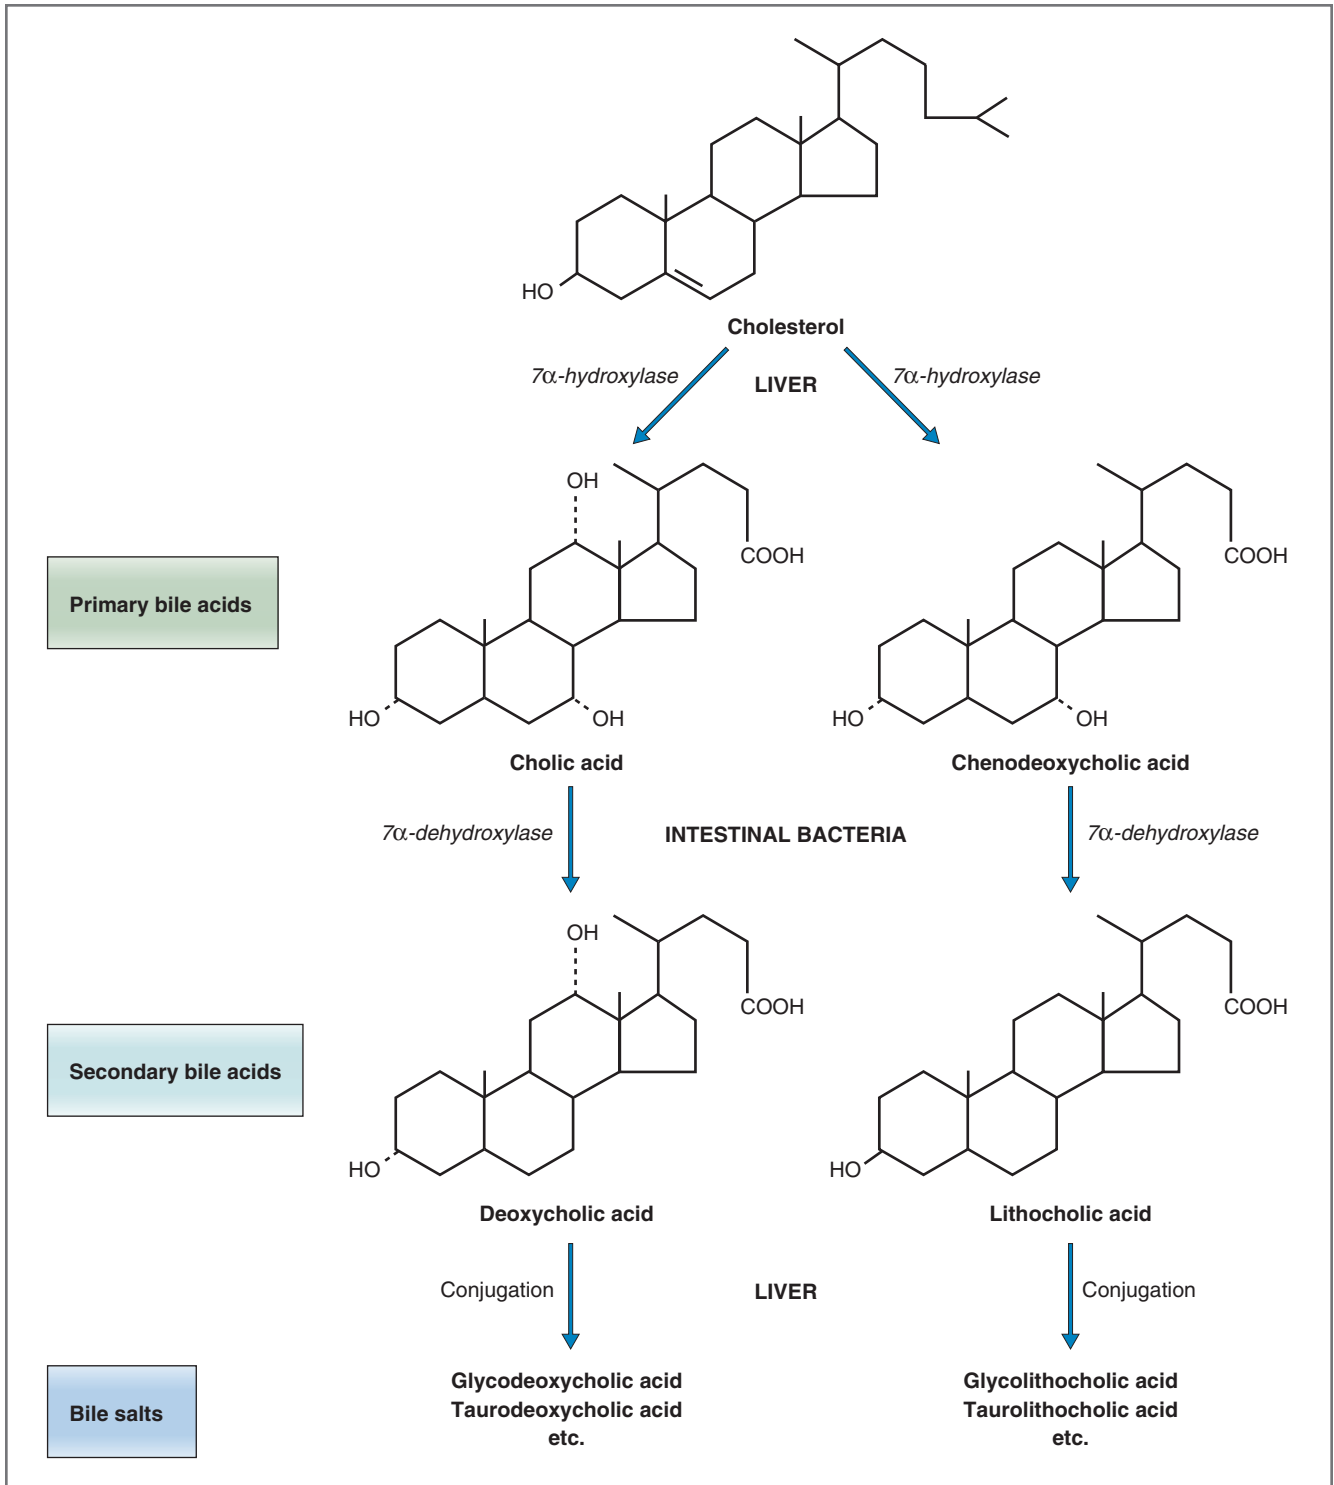 Cholesterol
HO
7α-hydroxylase
LIVER
7α-hydroxylase
Primary bile acids
OH
COOH
HO
OH
Cholic acid
COOH
HO
OH
Chenodeoxycholic acid
7α-dehydroxylase
INTESTINAL BACTERIA
7α-dehydroxylase
Secondary bile acids
OH
COOH
HO
Deoxycholic acid
COOH
HO
Lithocholic acid
Conjugation
LIVER
Conjugation
Bile salts
Glycodeoxycholic acid
Taurodeoxycholic acid
etc.
Glycolithocholic acid
Taurolithocholic acid
etc.